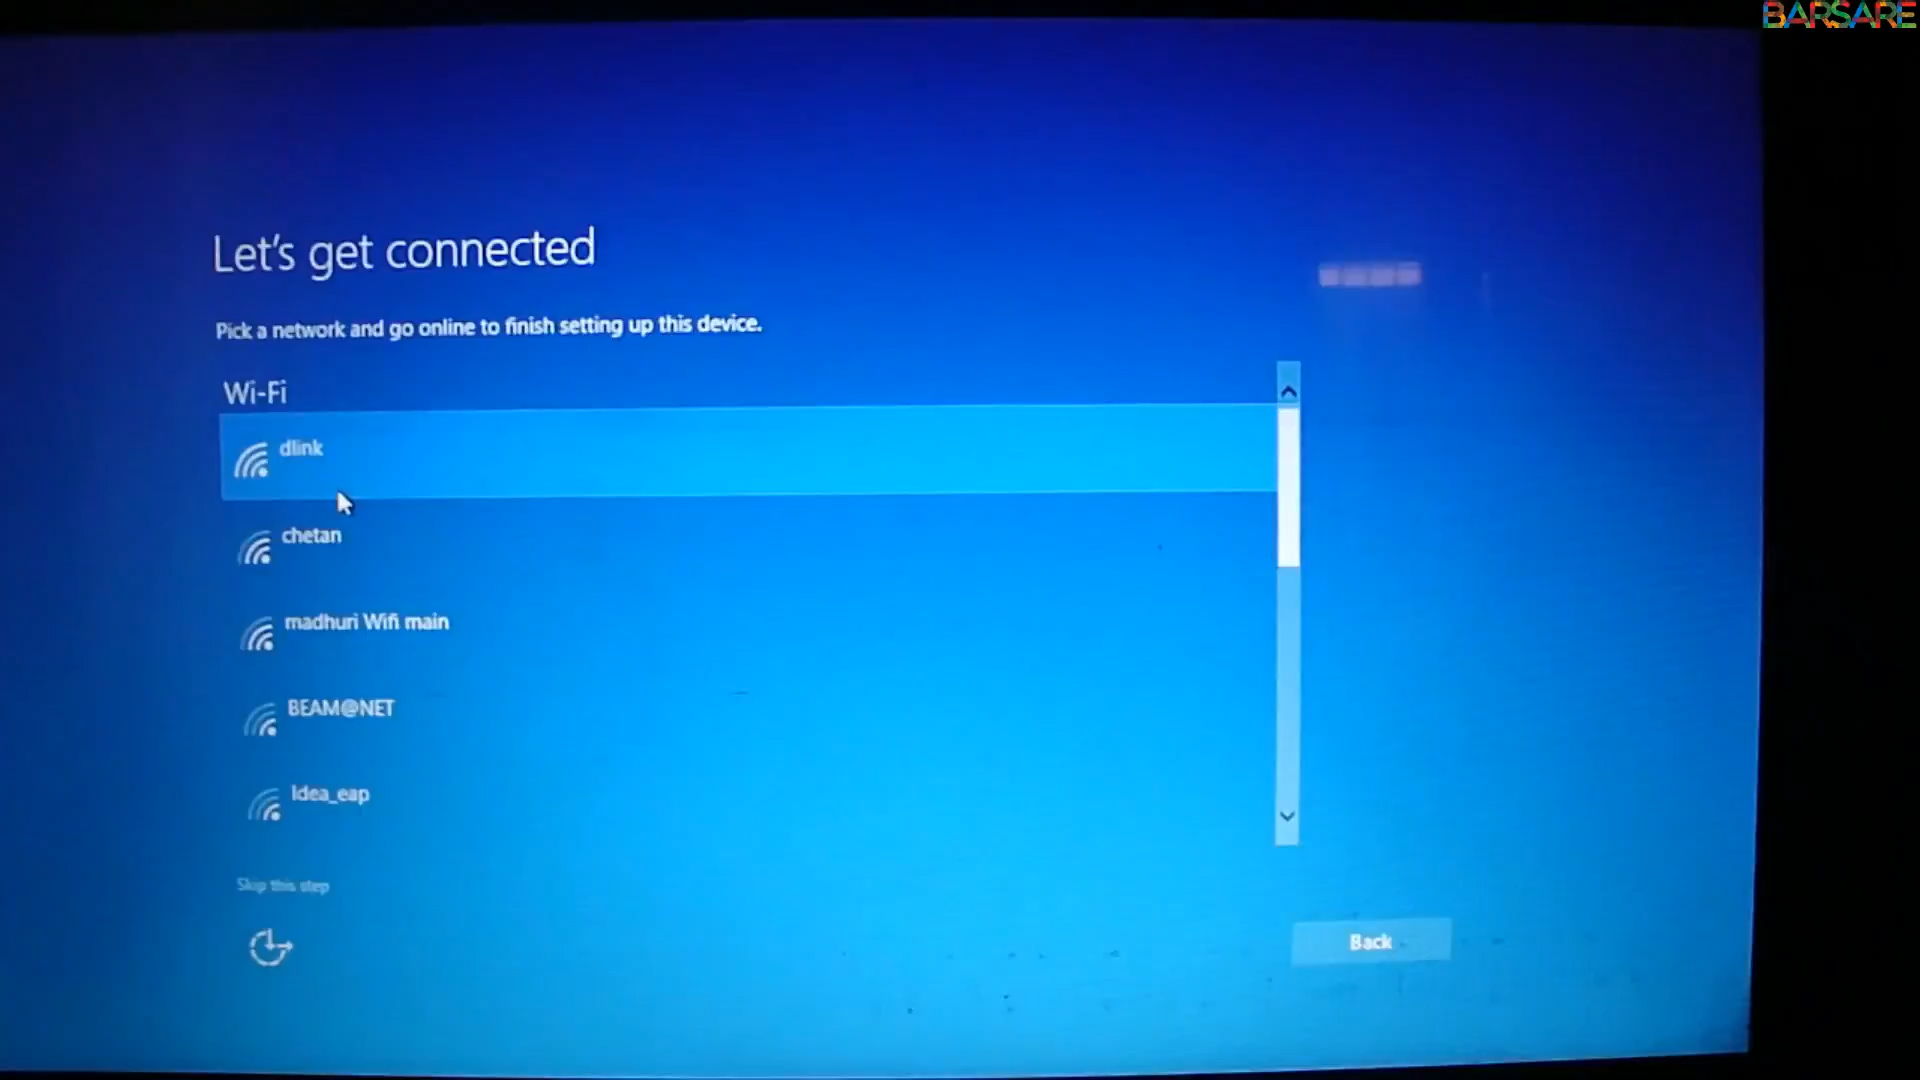 BARSARE
Let's get connected
Pick a network and go online to finish setting up this device.
Wi-Fi
dlink
chetan
madhuri Wifi main
BEAM@NET
Idea_eap
Skip this step
Back